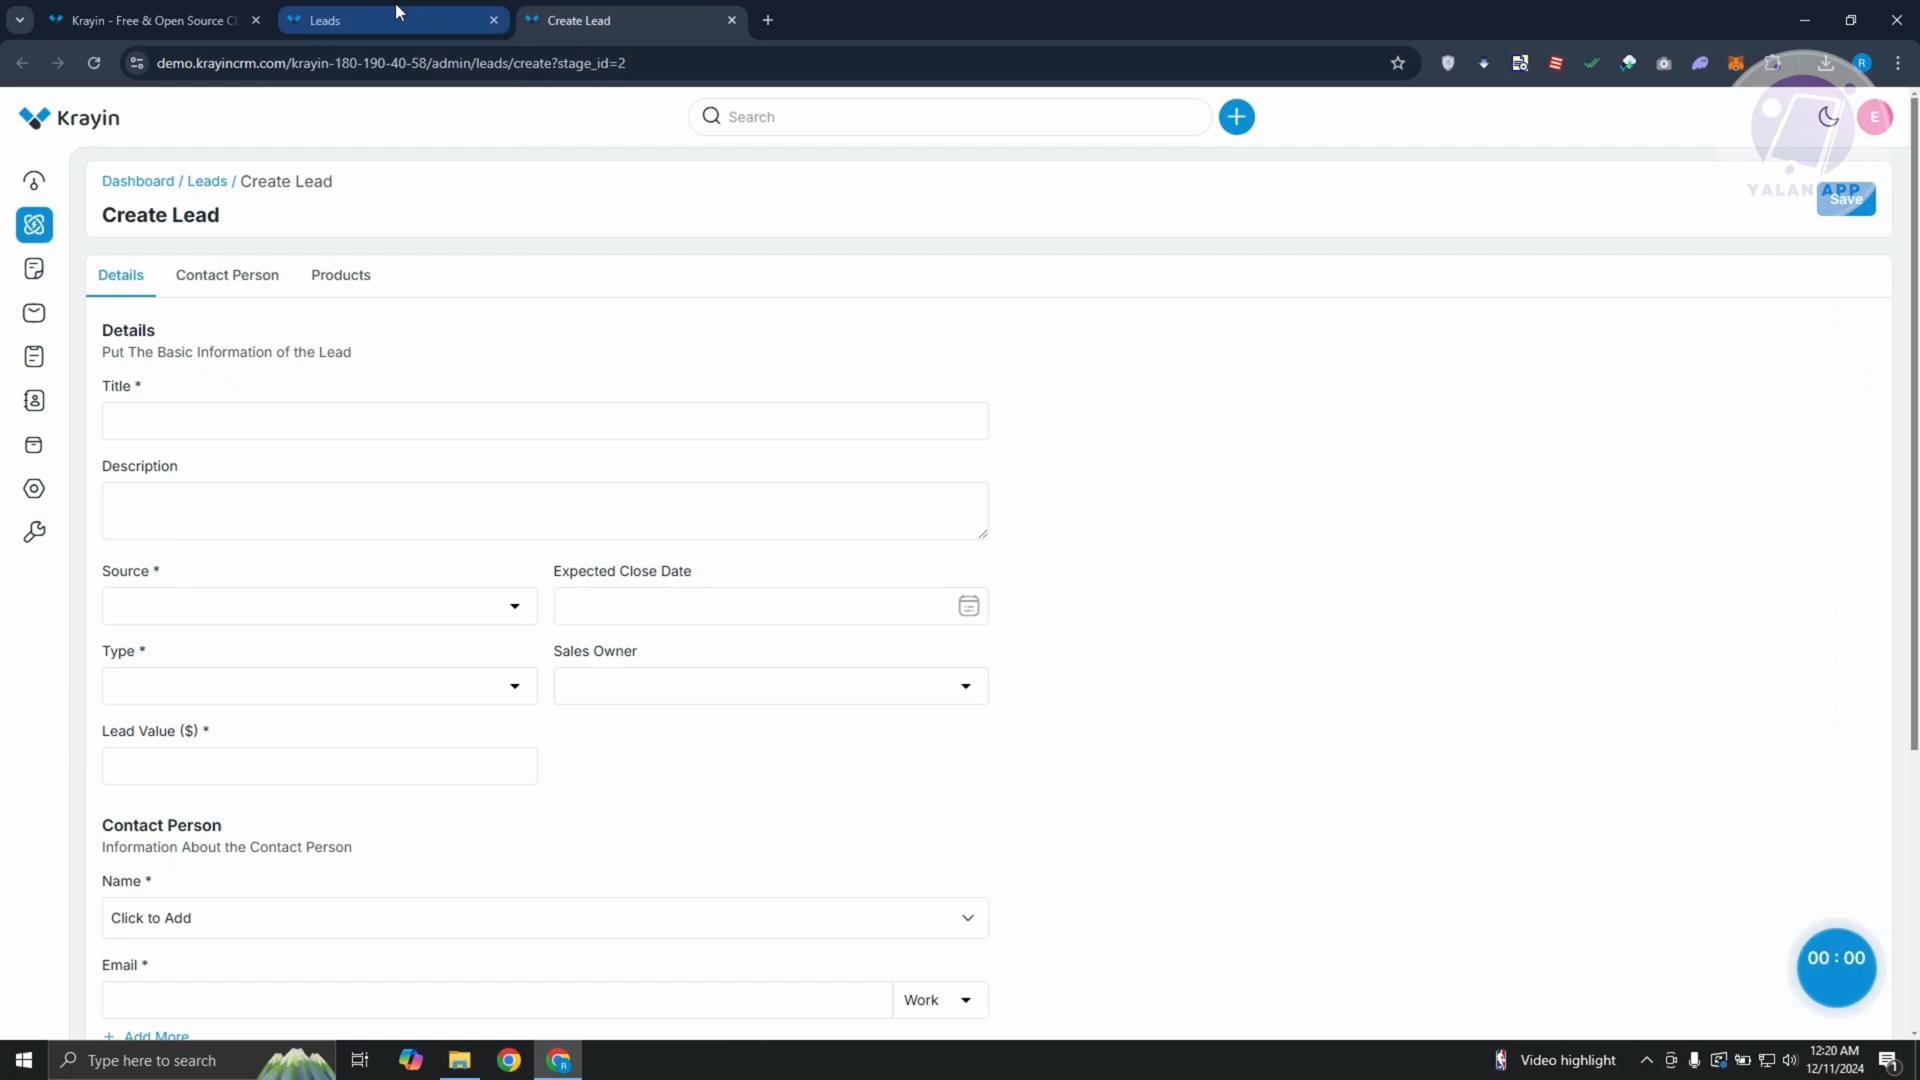 Krayin - Free & Open Source C
Leads
Create Lead
demo.krayincrm.com/krayin-180-190-40-58/admin/leads/create?stage_id=2
R
Krayin
Search
E
YALAN APP
Dashboard / Leads / Create Lead
Create Lead
Save
Details
Contact Person
Products
Details
Put The Basic Information of the Lead
Title *
Description
Source *
Expected Close Date
Type *
Sales Owner
Lead Value ($) *
Contact Person
Information About the Contact Person
Name *
Click to Add
00 : 00
Email *
Work
+ Add More
Type here to search
Video highlight
12:20 AM
12/11/2024
1